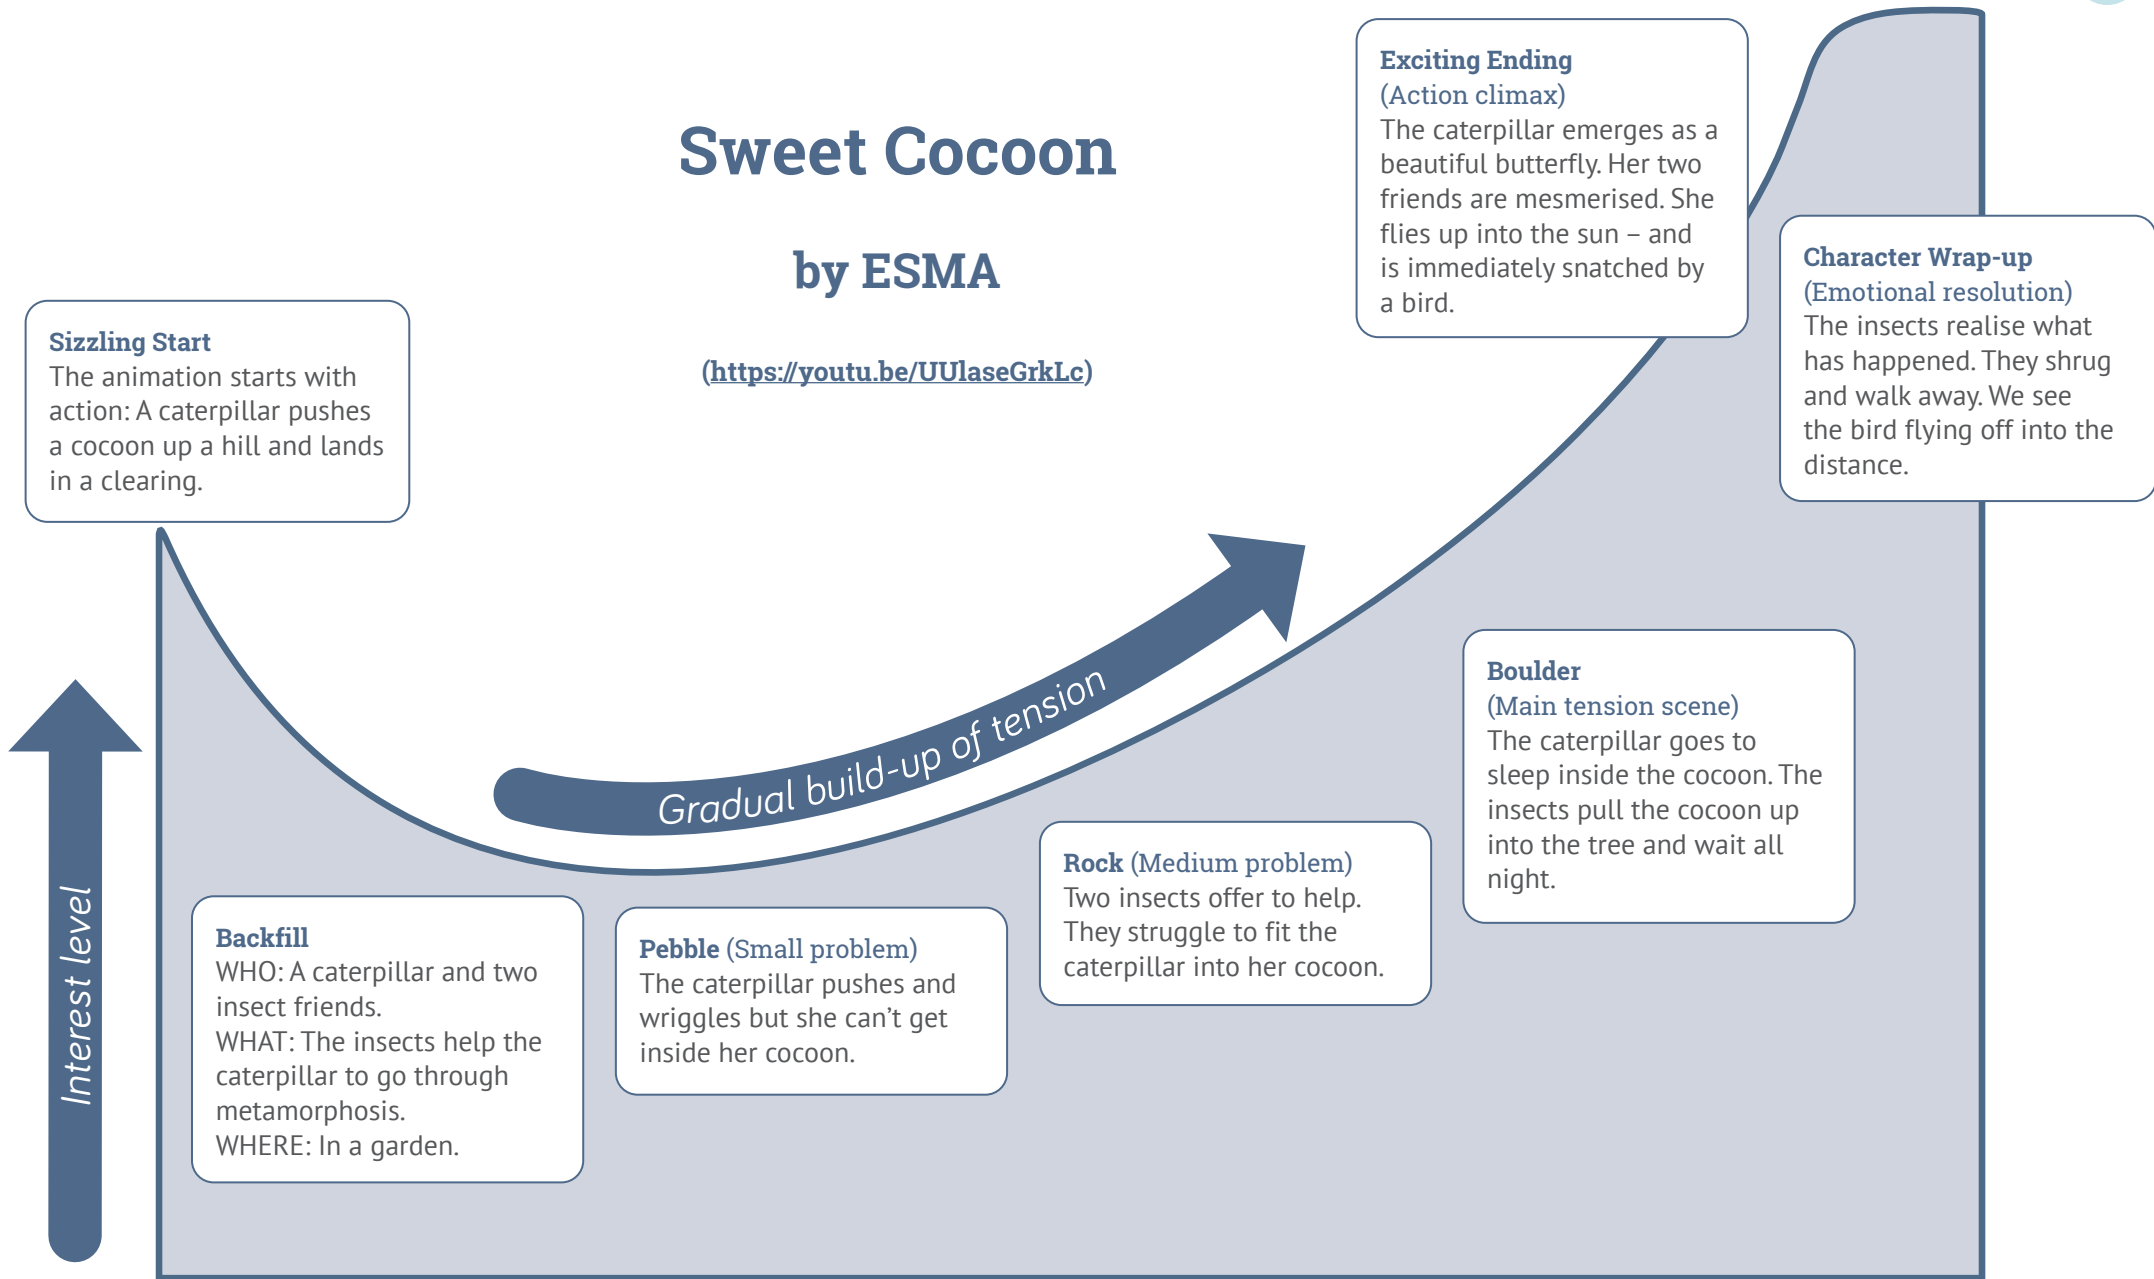 Sweet Cocoon
by ESMA
(https://youtu.be/UUlaseGrkLc)
Sizzling Start
The animation starts with
action: A caterpillar pushes
a cocoon up a hill and lands
in a clearing.
Interest level
Backfill
WHO: A caterpillar and two
insect friends.
WHAT: The insects help the
caterpillar to go through
metamorphosis.
WHERE: In a garden.
Gradual build-up of tension
Pebble (Small problem)
The caterpillar pushes and
wriggles but she can’t get
inside her cocoon.
Rock (Medium problem)
Two insects offer to help.
They struggle to fit the
caterpillar into her cocoon.
Boulder
(Main tension scene)
The caterpillar goes to
sleep inside the cocoon. The
insects pull the cocoon up
into the tree and wait all
night.
Exciting Ending
(Action climax)
The caterpillar emerges as a
beautiful butterfly. Her two
friends are mesmerised. She
flies up into the sun – and
is immediately snatched by
a bird.
Character Wrap-up
(Emotional resolution)
The insects realise what
has happened. They shrug
and walk away. We see
the bird flying off into the
distance.